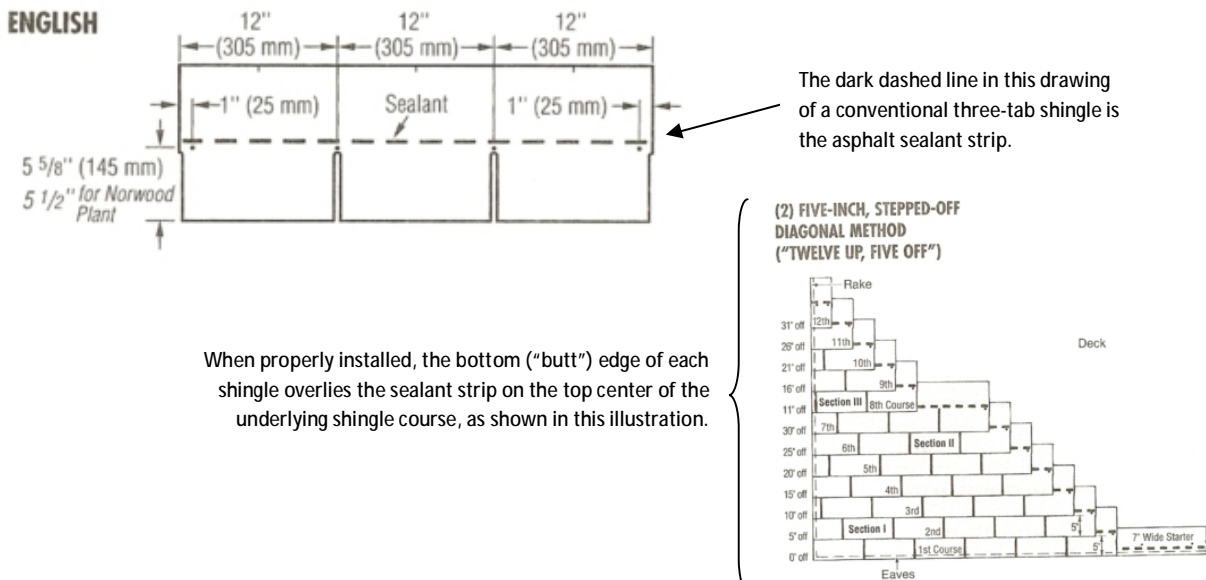 ENGLISH
12" 12" 12"
(305 mm) (305 mm) (305 mm)
1" (25 mm) Sealant 1" (25 mm)
5 5/8" (145 mm)
5 1/2" for Norwood
Plant
The dark dashed line in this drawing
of a conventional three-tab shingle is
the asphalt sealant strip.
When properly installed, the bottom (“butt”) edge of each
shingle overlies the sealant strip on the top center of the
underlying shingle course, as shown in this illustration.
(2) FIVE-INCH, STEPPED-OFF
DIAGONAL METHOD
("TWELVE UP, FIVE OFF")
Rake
Deck
31" off 12th
26" off 11th
21" off 10th
16" off 9th
11" off Section III 8th Course
30" off 7th
25" off 6th Section II
20" off 5th
15" off 4th
10" off 3rd
5" off Section I 2nd 5"
0" off 1st Course 5" 7" Wide Starter
Eaves